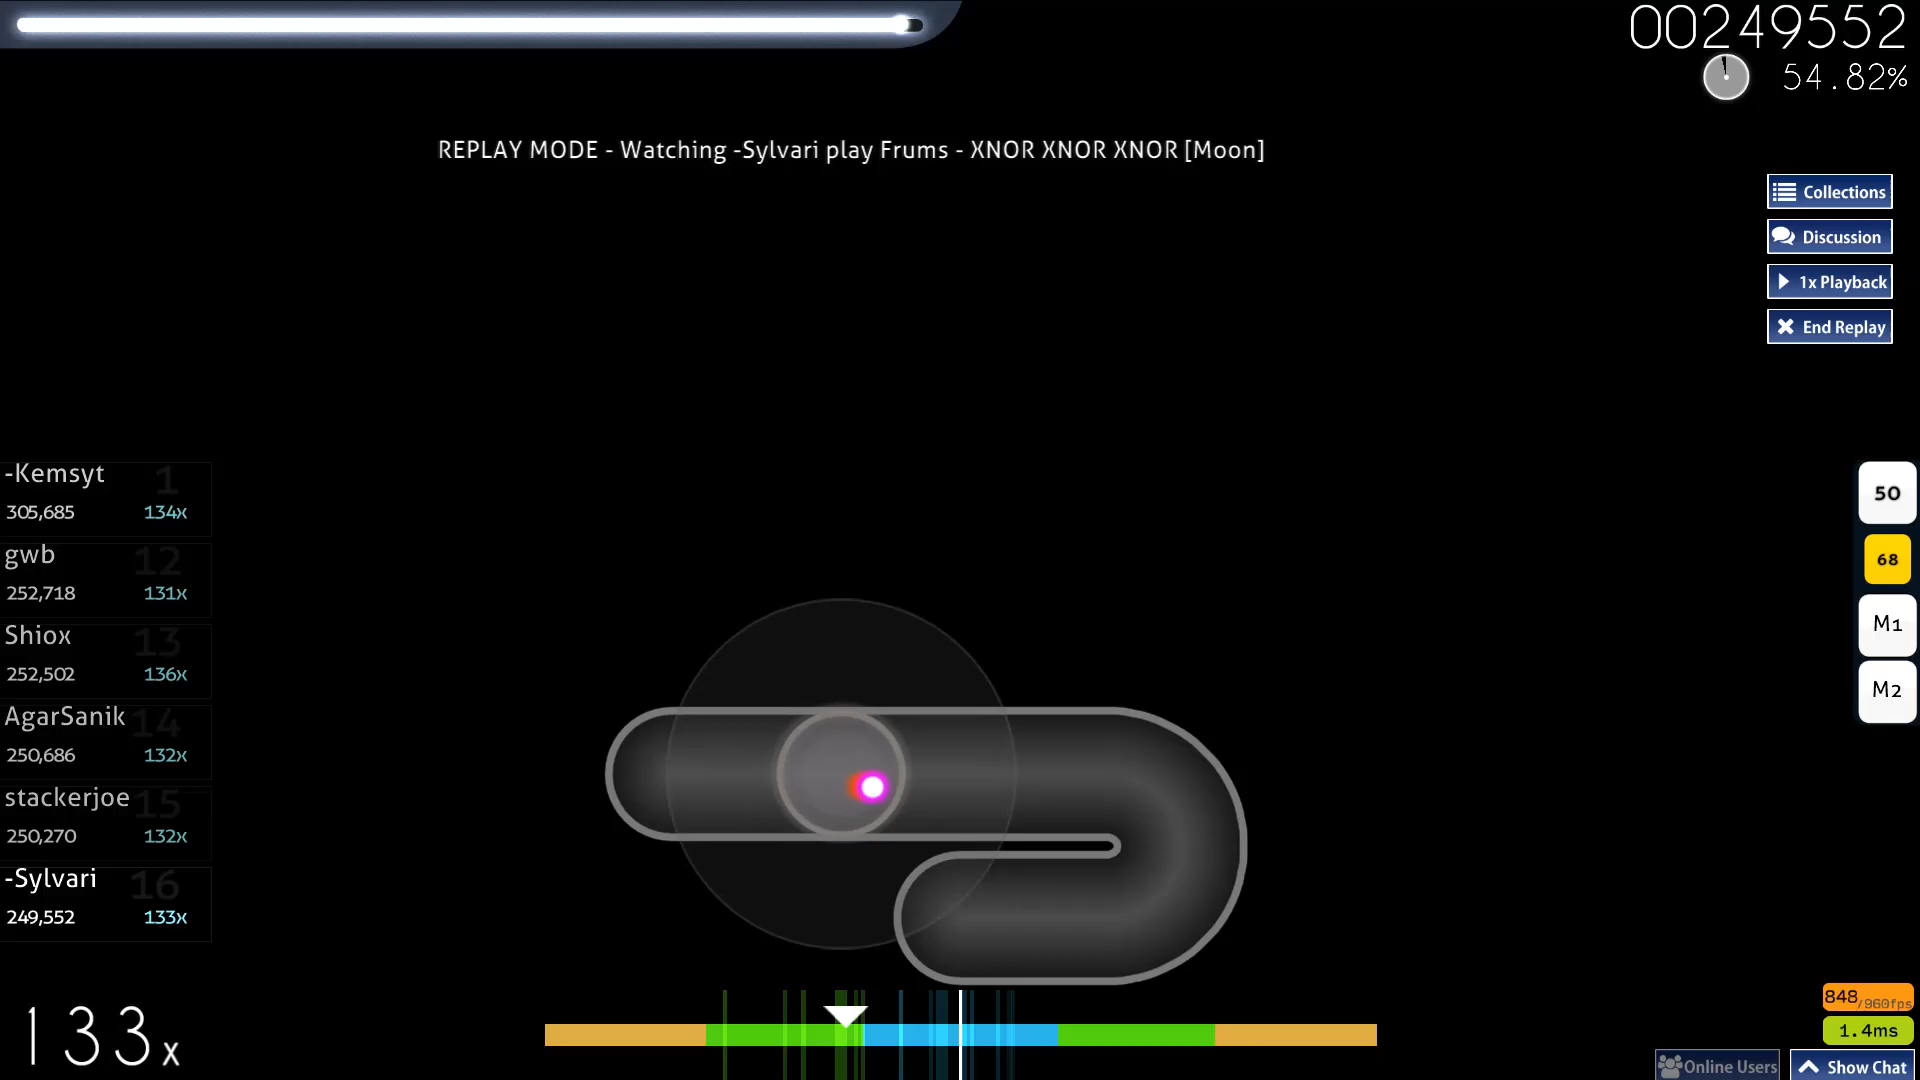 00249552
54.82%
REPLAY MODE - Watching -Sylvari play Frums - XNOR XNOR XNOR [Moon]
Collections
Discussion
1x Playback
End Replay
-Kemsyt 1
305,685 134x
gwb 12
252,718 131x
Shiox 13
252,502 136x
AgarSanik 14
250,686 132x
stackerjoe 15
250,270 132x
-Sylvari 16
249,552 133x
50
68
M1
M2
133x
848/960fps
1.4ms
Online Users
Show Chat